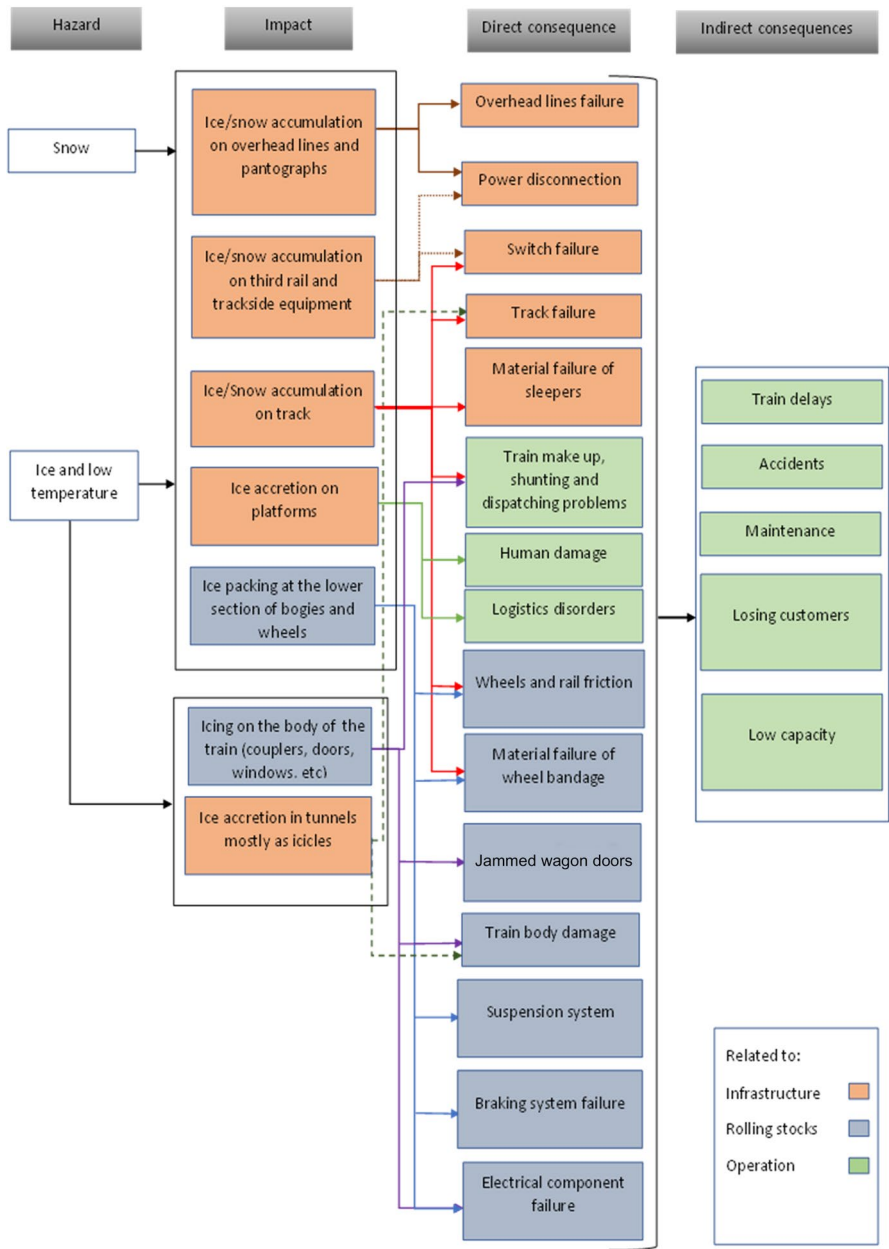 Hazard
Impact
Direct consequence
Indirect consequences
Snow
Ice and low
temperature
Ice/snow accumulation
on overhead lines and
pantographs
Ice/snow accumulation
on third rail and
trackside equipment
Ice/Snow accumulation
on track
Ice accretion on
platforms
Ice packing at the lower
section of bogies and
wheels
Icing on the body of the
train (couplers, doors,
windows, etc)
Ice accretion in tunnels
mostly as icicles
Overhead lines failure
Power disconnection
Switch failure
Track failure
Material failure of
sleepers
Train make up,
shunting and
dispatching problems
Human damage
Logistics disorders
Wheels and rail friction
Material failure of
wheel bandage
Jammed wagon doors
Train body damage
Suspension system
Braking system failure
Electrical component
failure
Train delays
Accidents
Maintenance
Losing customers
Low capacity
Related to:
Infrastructure
Rolling stocks
Operation